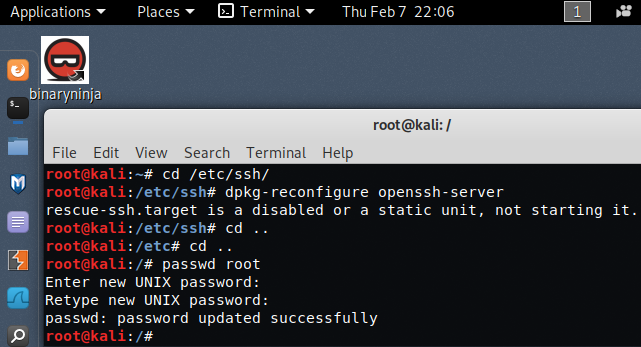 Applications Places Terminal Thu Feb 7 22:06 1
binaryninja
root@kali: /
File Edit View Search Terminal Help
root@kali:~# cd /etc/ssh/
root@kali:/etc/ssh# dpkg-reconfigure openssh-server
rescue-ssh.target is a disabled or a static unit, not starting it.
root@kali:/etc/ssh# cd ..
root@kali:/etc# cd ..
root@kali:/# passwd root
Enter new UNIX password:
Retype new UNIX password:
passwd: password updated successfully
root@kali:/#